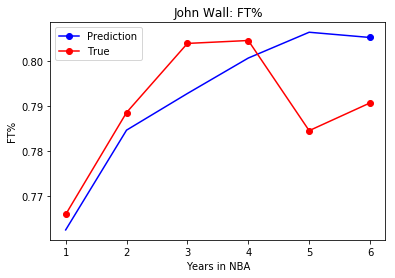 John Wall: FT%
Prediction
True
FT%
0.80
0.79
0.78
0.77
1 2 3 4 5 6
Years in NBA